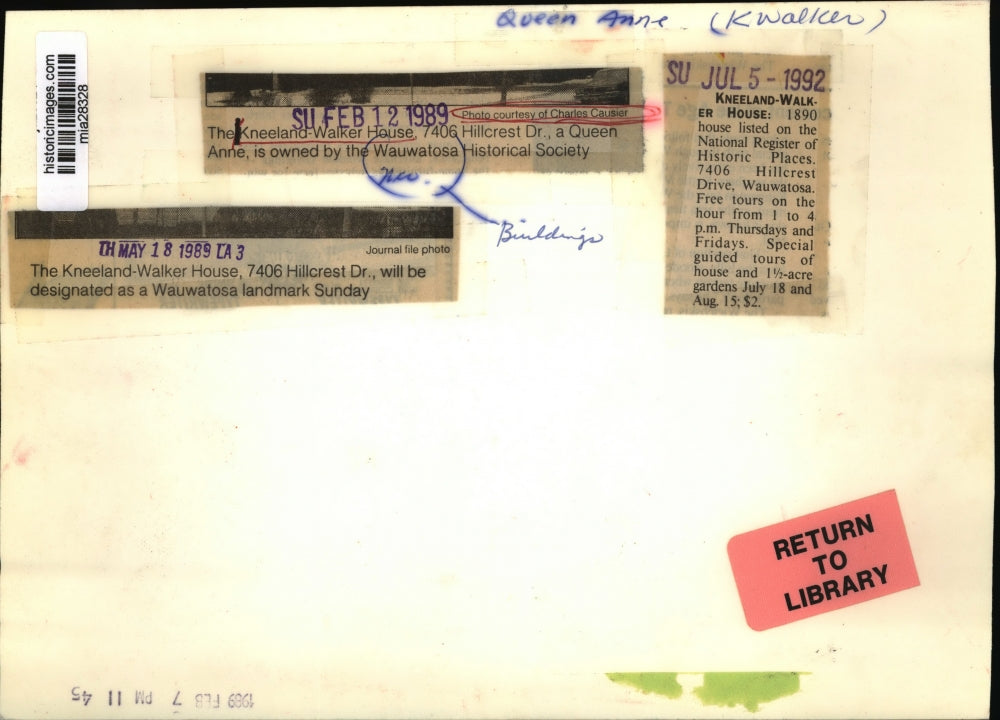 Queen Anne (KWalker)
historicimages.com
mia28328
SU FEB 12 1989
Photo courtesy of Charles Causier
The Kneeland-Walker House, 7406 Hillcrest Dr., a Queen
Anne, is owned by the Wauwatosa Historical Society
Buildings
TH MAY 18 1989 LA 3
Journal file photo
The Kneeland-Walker House, 7406 Hillcrest Dr., will be
designated as a Wauwatosa landmark Sunday
SU JUL 5 - 1992
KNEELAND-WALK-
ER HOUSE: 1890
house listed on the
National Register of
Historic Places.
7406 Hillcrest
Drive, Wauwatosa.
Free tours on the
hour from 1 to 4
p.m. Thursdays and
Fridays. Special
guided tours of
house and 1½-acre
gardens July 18 and
Aug. 15; $2.
RETURN
TO
LIBRARY
1989 FEB 7 PM 11 45